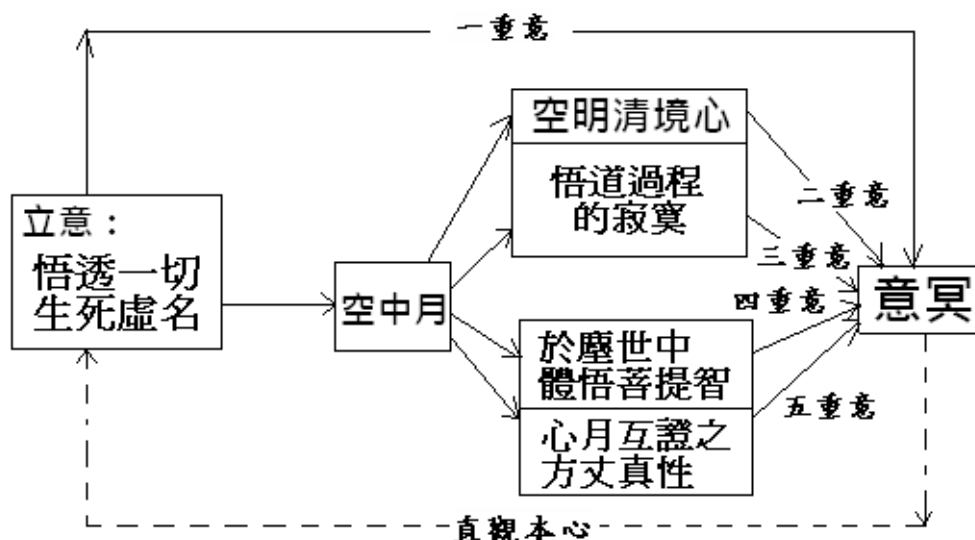 一重意
空明清境心
悟道過程
的寂寞
二重意
立意：
悟透一切
生死虛名
三重意
空中月
四重意
意冥
於塵世中
體悟菩提智
五重意
心月互證之
方丈真性
直觀本心